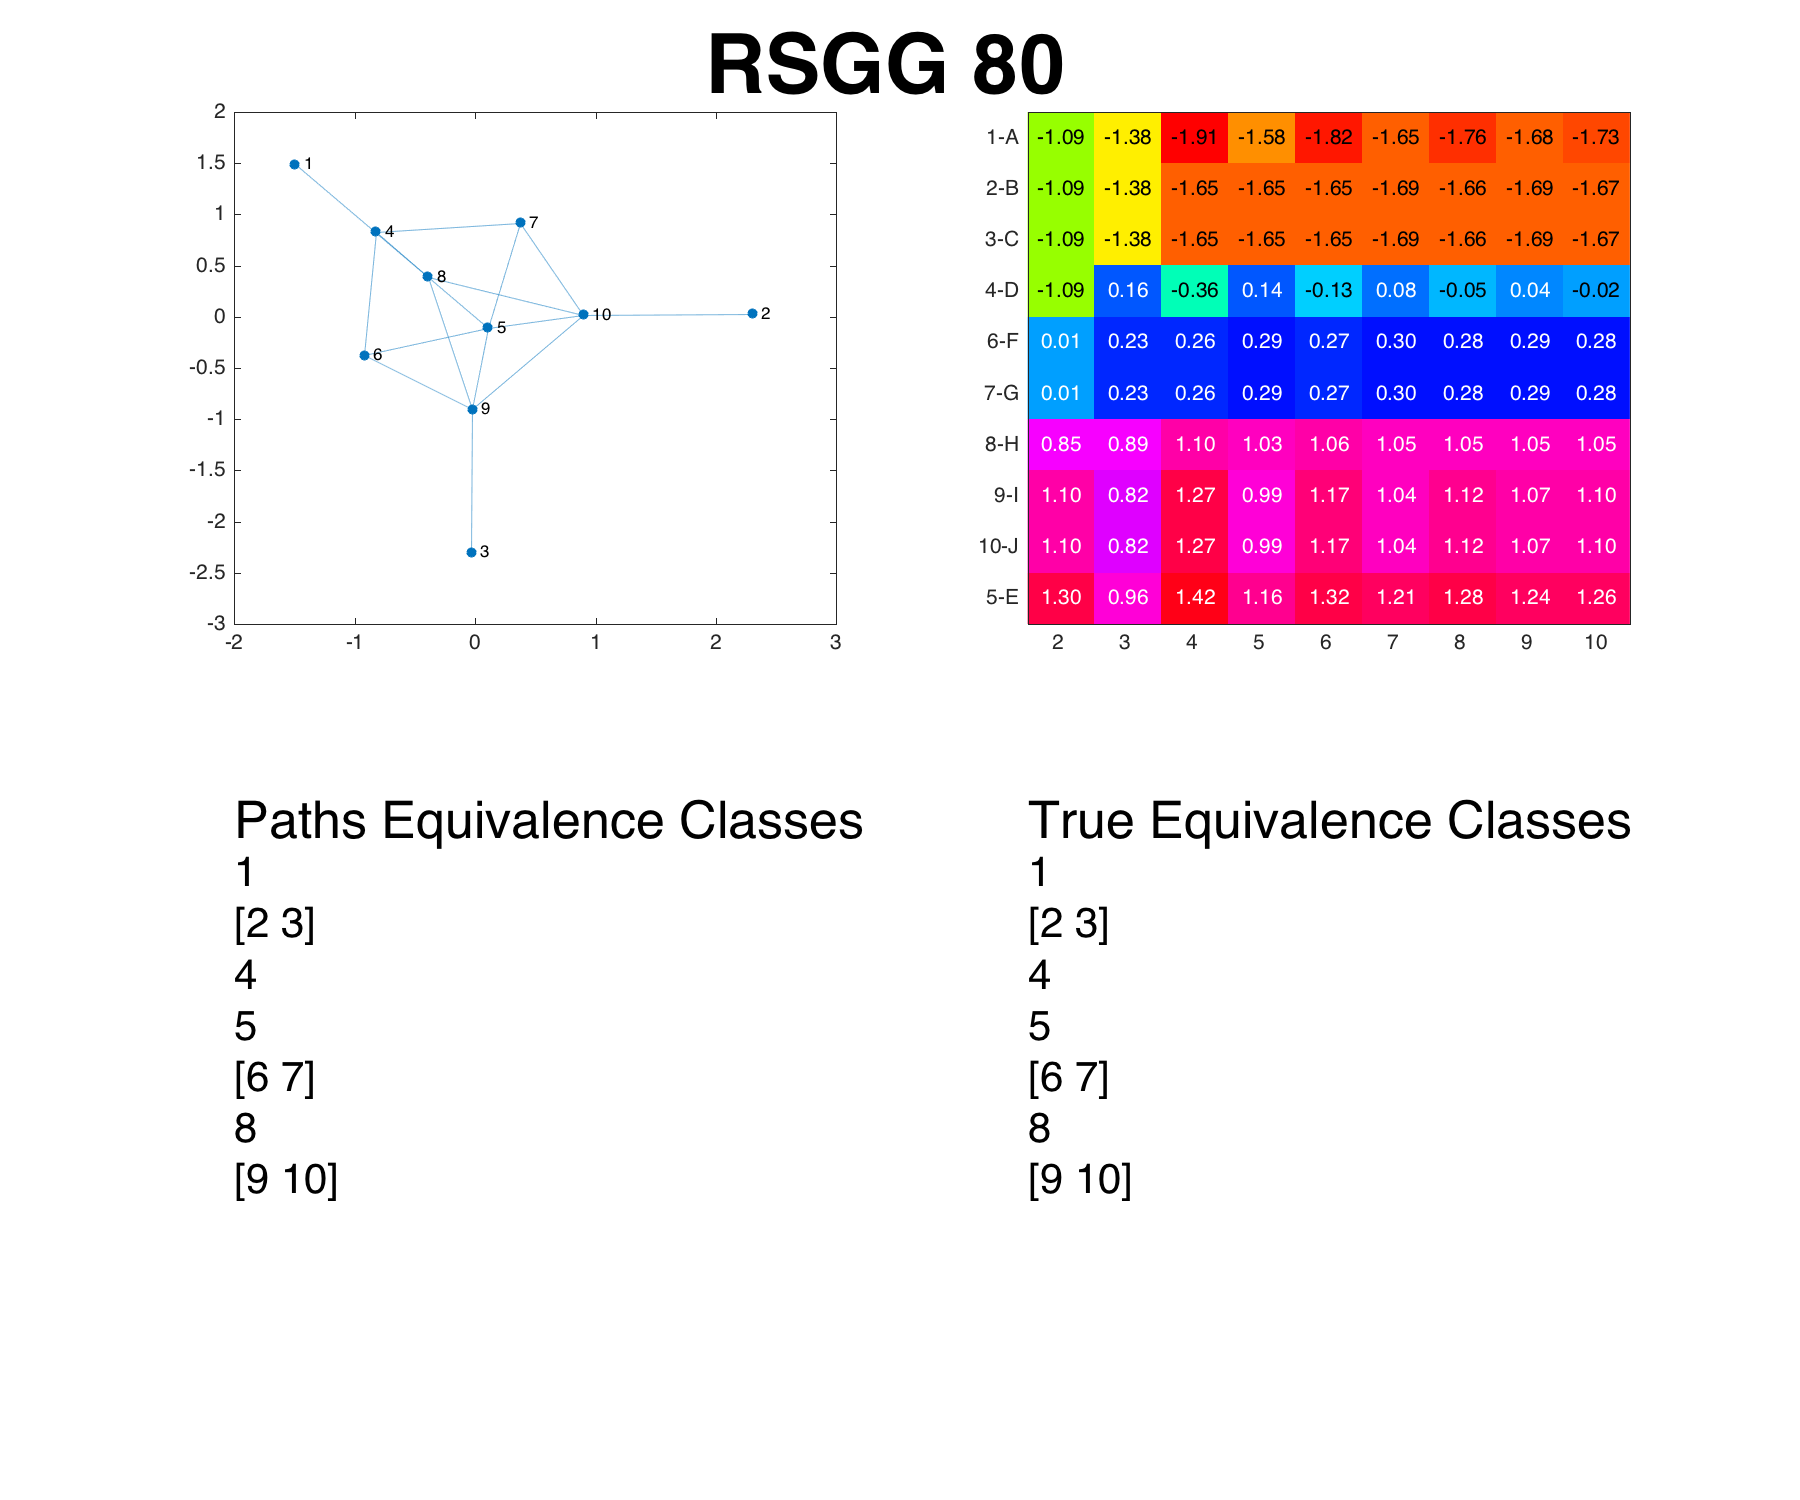 RSGG 80
2
1.5
1
0.5
0
-0.5
-1
-1.5
-2
-2.5
-3
-2 -1 0 1 2 3
1
4
7
8
10
2
5
6
9
3
1-A -1.09 -1.38 -1.91 -1.58 -1.82 -1.65 -1.76 -1.68 -1.73
2-B -1.09 -1.38 -1.65 -1.65 -1.65 -1.69 -1.66 -1.69 -1.67
3-C -1.09 -1.38 -1.65 -1.65 -1.65 -1.69 -1.66 -1.69 -1.67
4-D -1.09 0.16 -0.36 0.14 -0.13 0.08 -0.05 0.04 -0.02
6-F 0.01 0.23 0.26 0.29 0.27 0.30 0.28 0.29 0.28
7-G 0.01 0.23 0.26 0.29 0.27 0.30 0.28 0.29 0.28
8-H 0.85 0.89 1.10 1.03 1.06 1.05 1.05 1.05 1.05
9-I 1.10 0.82 1.27 0.99 1.17 1.04 1.12 1.07 1.10
10-J 1.10 0.82 1.27 0.99 1.17 1.04 1.12 1.07 1.10
5-E 1.30 0.96 1.42 1.16 1.32 1.21 1.28 1.24 1.26
2 3 4 5 6 7 8 9 10
Paths Equivalence Classes
1
[2 3]
4
5
[6 7]
8
[9 10]
True Equivalence Classes
1
[2 3]
4
5
[6 7]
8
[9 10]